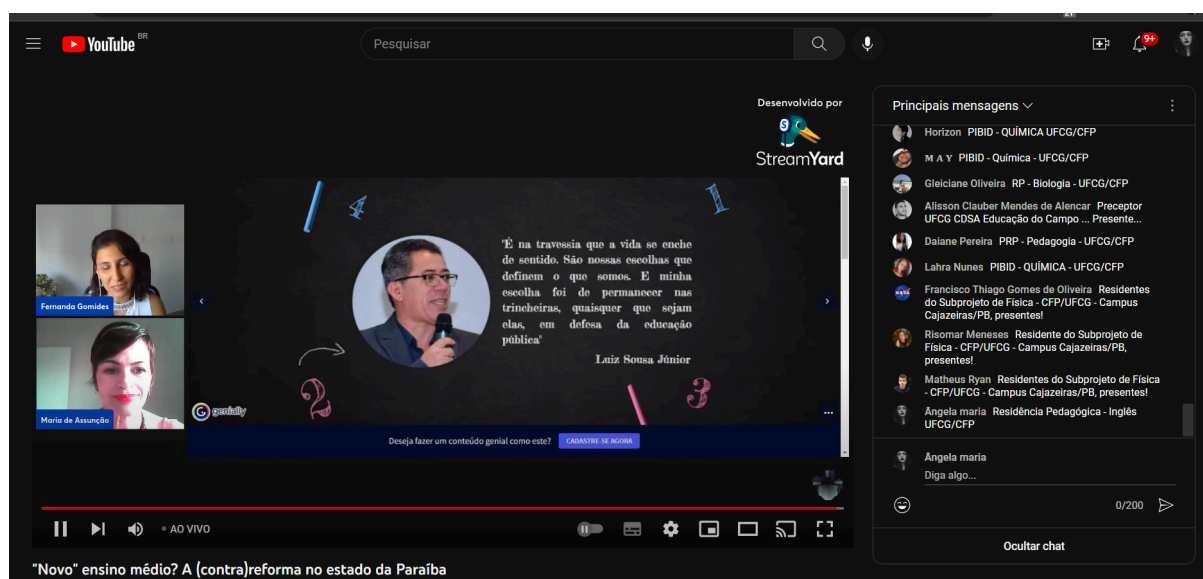 YouTube BR
Pesquisar
9+
Desenvolvido por
StreamYard
4
1
"É na travessia que a vida se enche
de sentido. São nossas escolhas que
definem o que somos. E minha
escolha foi de permanecer nas
trincheiras, quaisquer que sejam
elas, em defesa da educação
pública"
Luiz Sousa Júnior
2
3
Fernanda Gomides
Maria de Assunção
genially
Deseja fazer um conteúdo genial como este? CADASTRE-SE AGORA
AO VIVO
"Novo" ensino médio? A (contra)reforma no estado da Paraíba
Principais mensagens
Horizon PIBID - QUÍMICA UFCG/CFP
M A Y PIBID - Química - UFCG/CFP
Gleiciane Oliveira RP - Biologia - UFCG/CFP
Alisson Clauber Mendes de Alencar Preceptor
UFCG CDSA Educação do Campo ... Presente...
Daiane Pereira PRP - Pedagogia - UFCG/CFP
Lahra Nunes PIBID - QUÍMICA - UFCG/CFP
Francisco Thiago Gomes de Oliveira Residentes
do Subprojeto de Física - CFP/UFCG - Campus
Cajazeiras/PB, presentes!
Risomar Meneses Residente do Subprojeto de
Física - CFP/UFCG - Campus Cajazeiras/PB,
presentes!
Matheus Ryan Residentes do Subprojeto de Física
- CFP/UFCG - Campus Cajazeiras/PB, presentes!
Ângela maria Residência Pedagógica - Inglês
UFCG/CFP
Ângela maria
Diga algo...
0/200
Ocultar chat